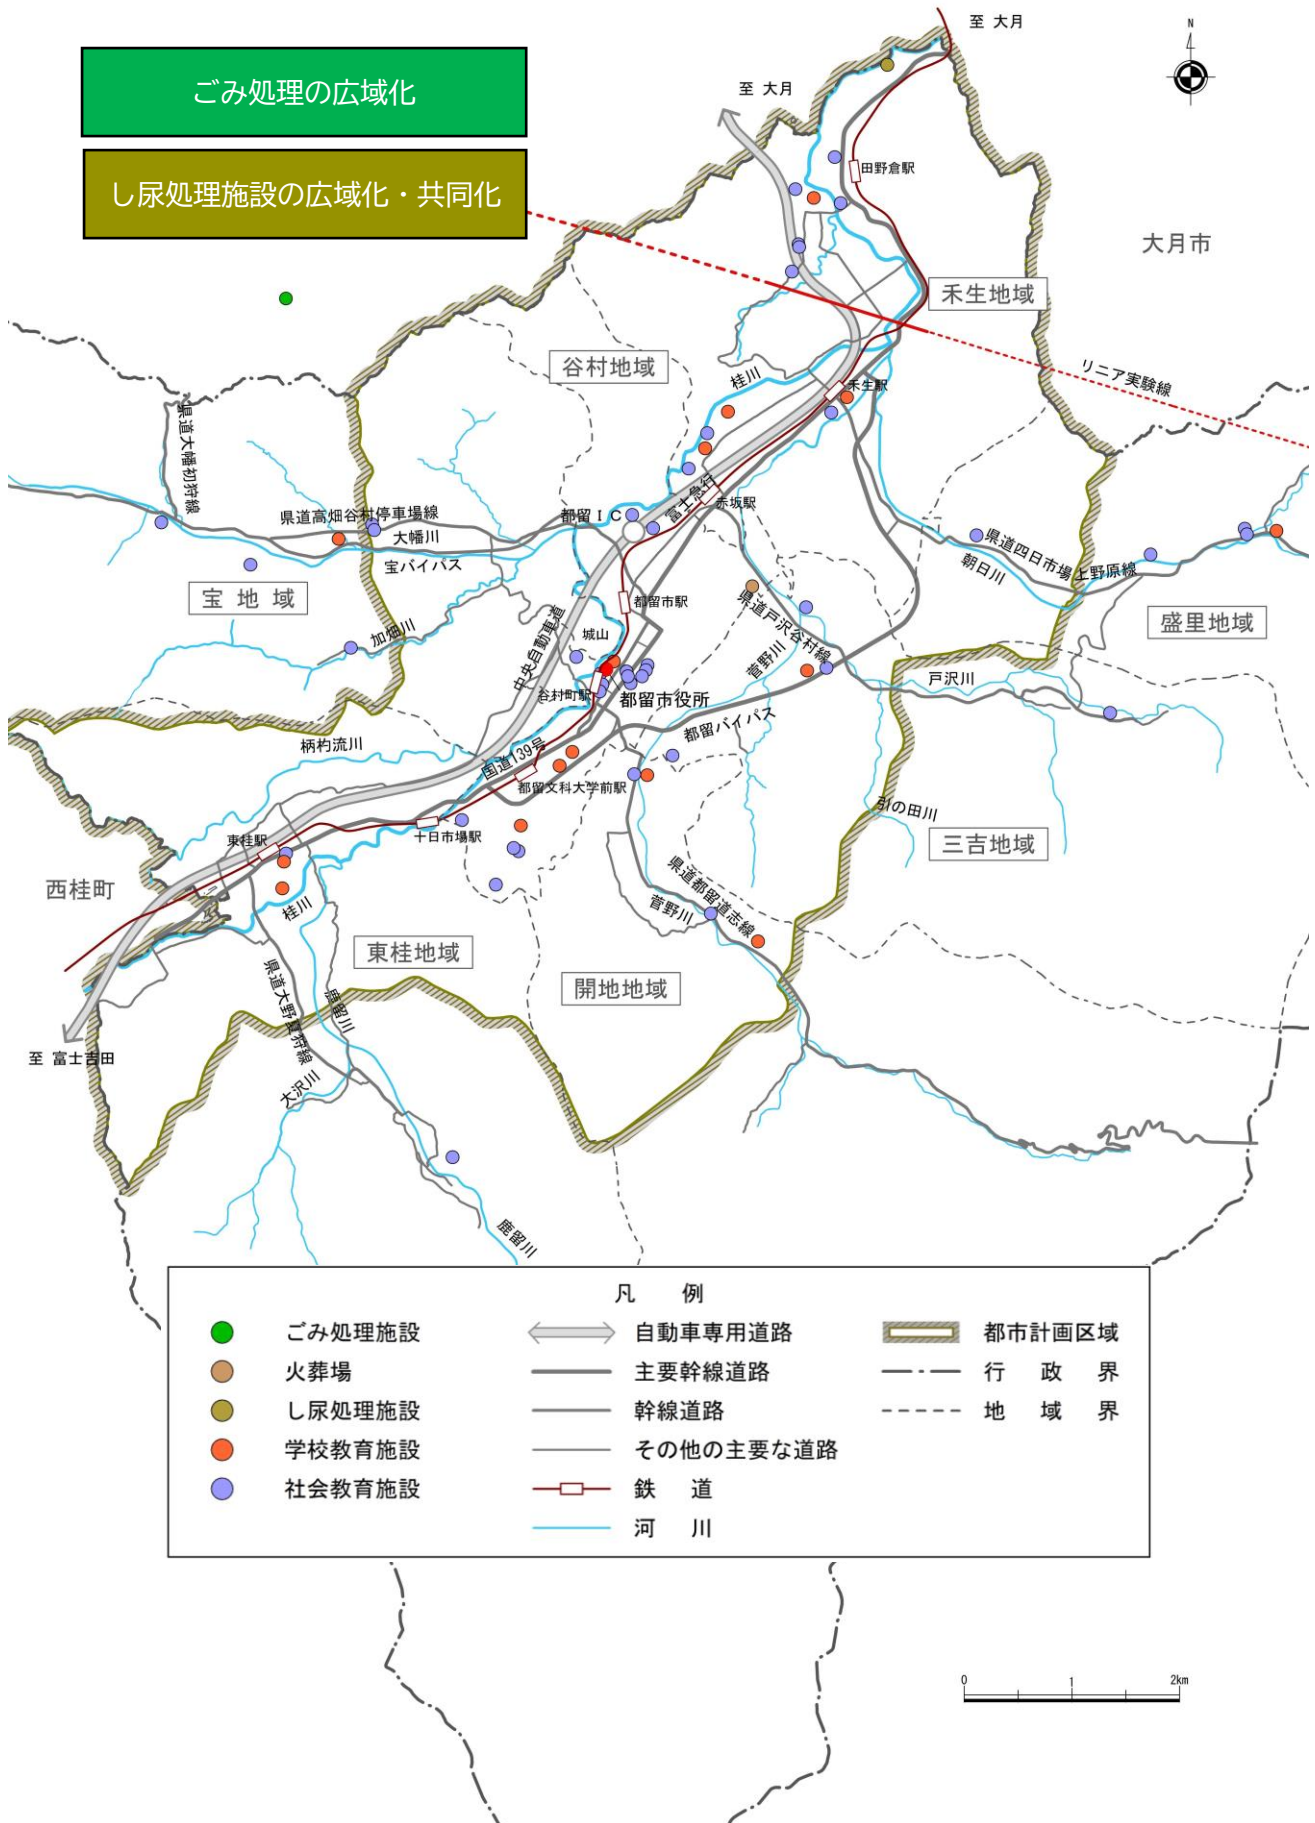 至 大月
N
ごみ処理の広域化
至 大月
し尿処理施設の広域化・共同化
田野倉駅
大月市
禾生地域
谷村地域
リニア実験線
桂川
禾生駅
県道大幡初狩線
富士急行
赤坂駅
都留ＩＣ
県道高畑谷村停車場線
大幡川
宝バイパス
県道四日市場上野原線
朝日川
宝地域
都留市駅
県道戸沢谷村線
盛里地域
加畑川
城山
中央自動車道
菅野川
谷村町駅
都留市役所
戸沢川
都留バイパス
柄杓流川
国道139号
都留文科大学前駅
引の田川
東桂駅
十日市場駅
三吉地域
西桂町
県道都留道志線
桂川
菅野川
東桂地域
開地地域
県道大野夏狩線
鹿留川
至 富士吉田
大沢川
鹿留川
凡 例
ごみ処理施設
自動車専用道路
都市計画区域
火葬場
主要幹線道路
行政界
し尿処理施設
幹線道路
地域界
学校教育施設
その他の主要な道路
社会教育施設
鉄道
河川
0 1 2km